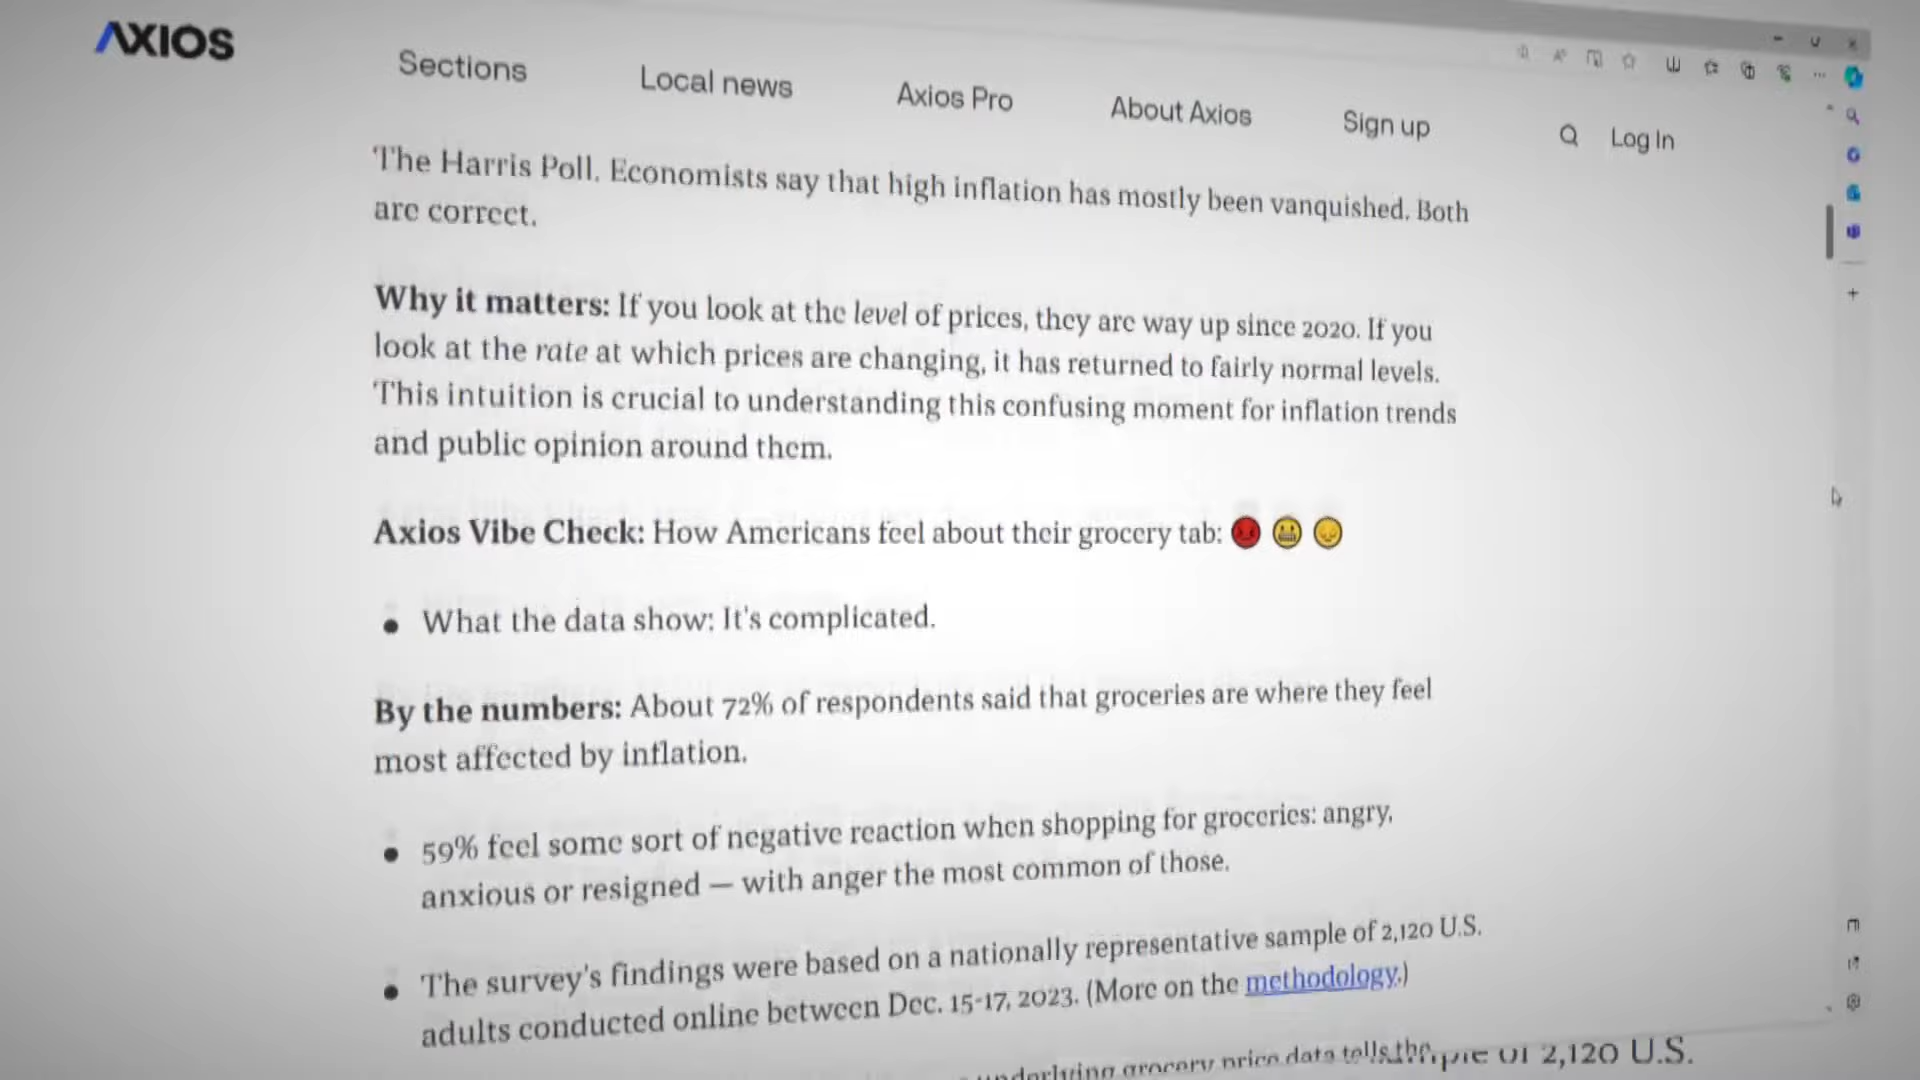 AXIOS
Sections Local news Axios Pro About Axios Sign up Log In
The Harris Poll. Economists say that high inflation has mostly been vanquished. Both
are correct.
Why it matters: If you look at the level of prices, they are way up since 2020. If you
look at the rate at which prices are changing, it has returned to fairly normal levels.
This intuition is crucial to understanding this confusing moment for inflation trends
and public opinion around them.
Axios Vibe Check: How Americans feel about their grocery tab:
• What the data show: It's complicated.
By the numbers: About 72% of respondents said that groceries are where they feel
most affected by inflation.
• 59% feel some sort of negative reaction when shopping for groceries: angry,
anxious or resigned — with anger the most common of those.
• The survey's findings were based on a nationally representative sample of 2,120 U.S.
adults conducted online between Dec. 15-17, 2023. (More on the methodology.)
underlying grocery price data tells the
of 2,120 U.S.